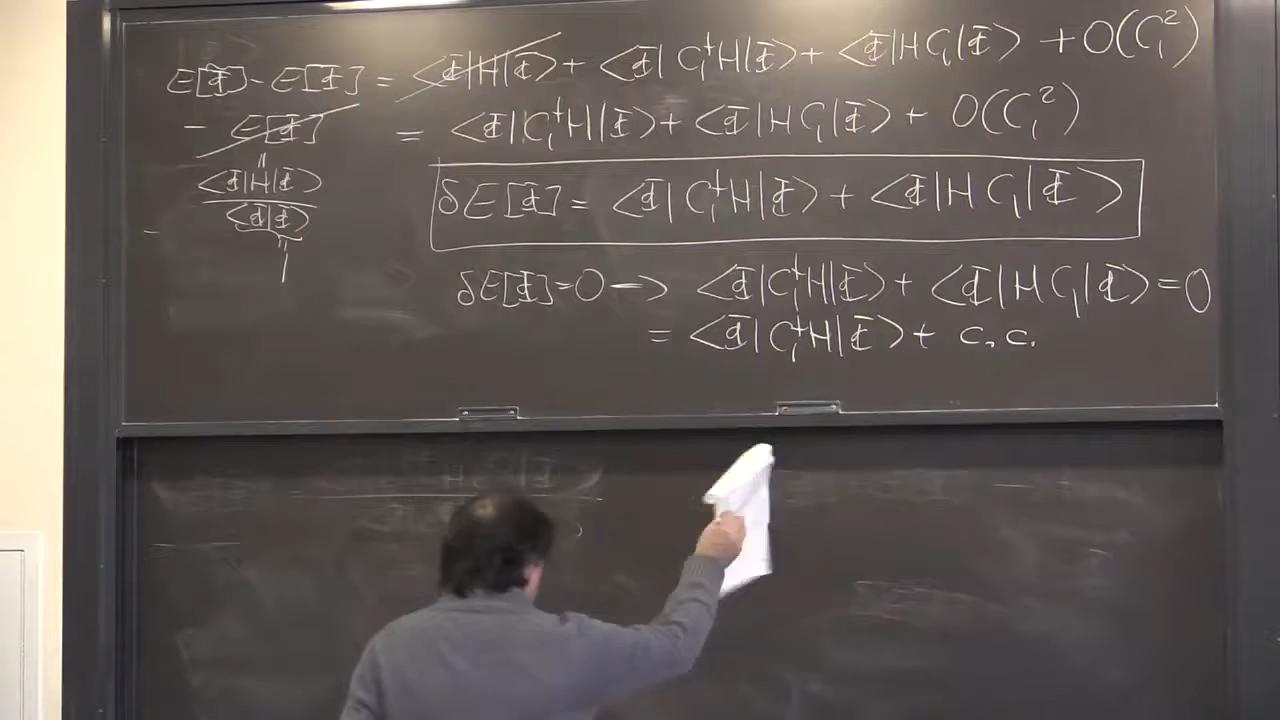 E[Φ̃] - E[Φ] = <Φ|H|Φ> + <Φ|C₁†H|Φ> + <Φ|HC₁|Φ> + O(C₁²)
- E[Φ] = <Φ|C₁†H|Φ> + <Φ|HC₁|Φ> + O(C₁²)
"
<Φ|H|Φ>
<Φ|Φ>
"
1
δE[Φ] = <Φ|C₁†H|Φ> + <Φ|HC₁|Φ>
δE[Φ]=0 → <Φ|C₁†H|Φ> + <Φ|HC₁|Φ> = 0
= <Φ|C₁†H|Φ> + c.c.